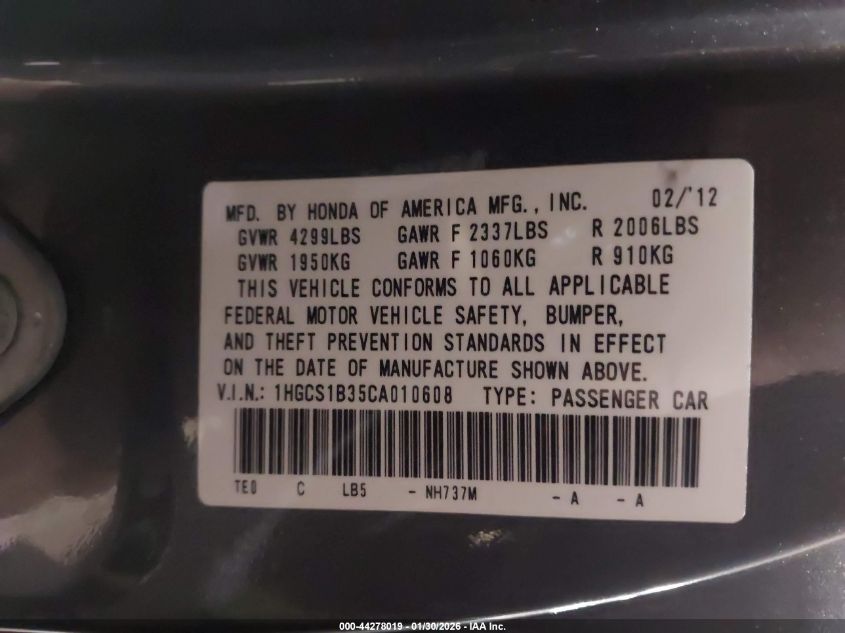 MFD. BY HONDA OF AMERICA MFG., INC. 02/'12
GVWR 4299LBS GAWR F 2337LBS R 2006LBS
GVWR 1950KG GAWR F 1060KG R 910KG
THIS VEHICLE CONFORMS TO ALL APPLICABLE
FEDERAL MOTOR VEHICLE SAFETY, BUMPER,
AND THEFT PREVENTION STANDARDS IN EFFECT
ON THE DATE OF MANUFACTURE SHOWN ABOVE.
V.I.N.: 1HGCS1B35CA010608 TYPE: PASSENGER CAR
TE0 C LB5 - NH737M - A - A
000-44278019 - 01/30/2026 - IAA Inc.